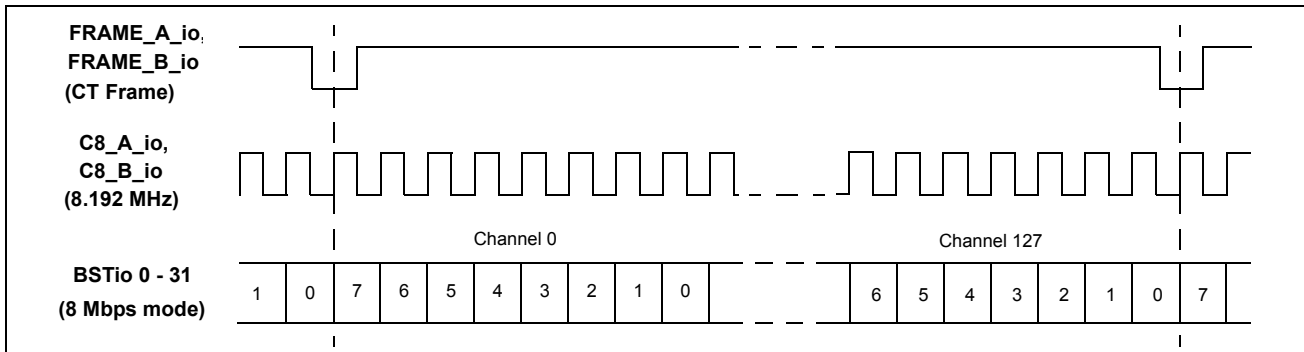 FRAME_A_io,
FRAME_B_io
(CT Frame)
C8_A_io,
C8_B_io
(8.192 MHz)
Channel 0
Channel 127
BSTio 0 - 31
(8 Mbps mode)
1 0 7 6 5 4 3 2 1 0 6 5 4 3 2 1 0 7